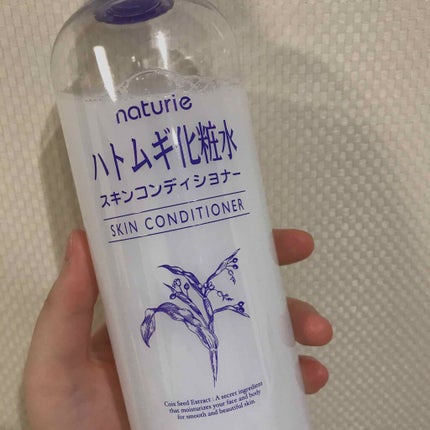 naturie
ハトムギ化粧水
スキンコンディショナー
SKIN CONDITIONER
Coix Seed Extract : A secret ingredient
that moisturizes your face and body
for smooth and beautiful skin.